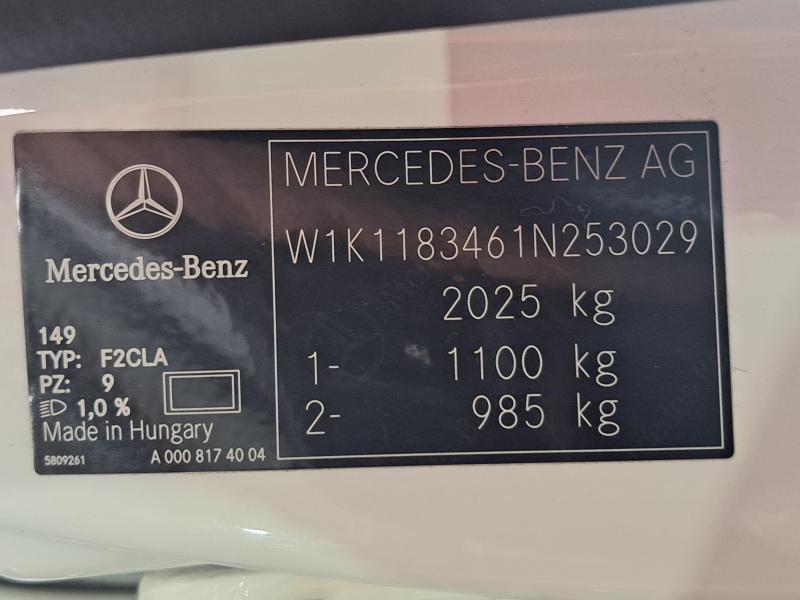 Mercedes-Benz
149
TYP: F2CLA
PZ: 9
1,0 %
Made in Hungary
5809261 A 000 817 40 04
MERCEDES-BENZ AG
W1K1183461N253029
2025 kg
1- 1100 kg
2- 985 kg